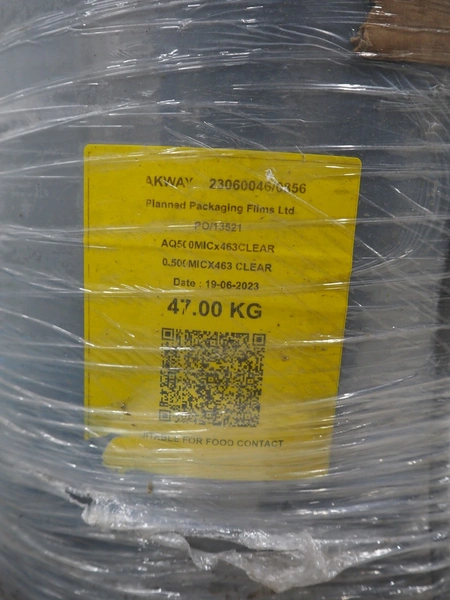 AKWAY 23060046/0356
Planned Packaging Films Ltd
PO/13521
AQ500MICx463CLEAR
0.500MICX463 CLEAR
Date : 19-06-2023
47.00 KG
FOR FOOD CONTACT